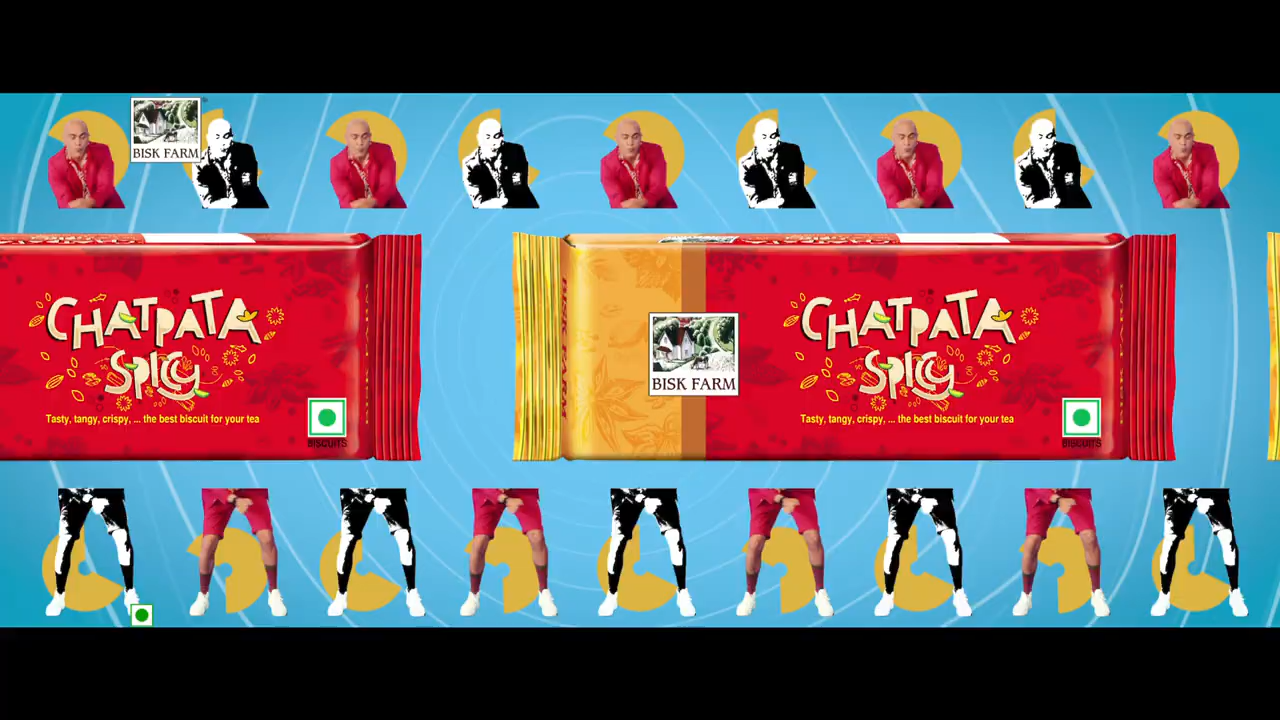 BISK FARM
CHATPATA
SPICY
Tasty, tangy, crispy, ... the best biscuit for your tea
BISCUITS
BISK FARM
BISK FARM
CHATPATA
SPICY
Tasty, tangy, crispy, ... the best biscuit for your tea
BISCUITS